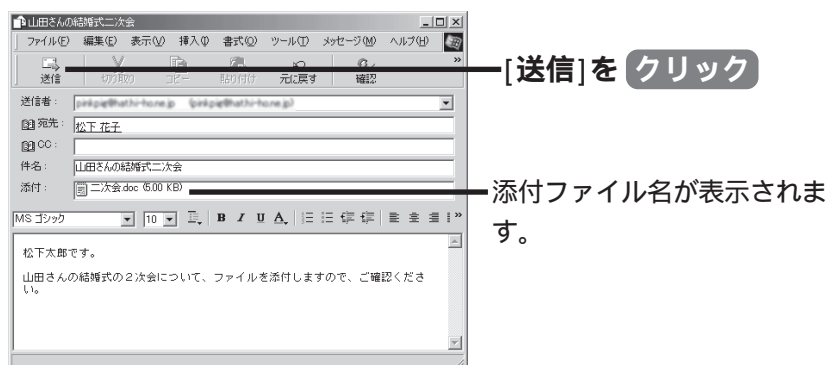 山田さんの結婚式二次会
ファイル(F) 編集(E) 表示(V) 挿入(I) 書式(O) ツール(T) メッセージ(M) ヘルプ(H)
送信 切り取り コピー 貼り付け 元に戻す 確認 »
[送信]を クリック
送信者:
宛先: 松下 花子
CC:
件名: 山田さんの結婚式二次会
添付: 二次会.doc (6.00 KB)
添付ファイル名が表示されま
す。
MS ゴシック 10 B I U A »
松下太郎です。
山田さんの結婚式の2次会について、ファイルを添付しますので、ご確認くださ
い。